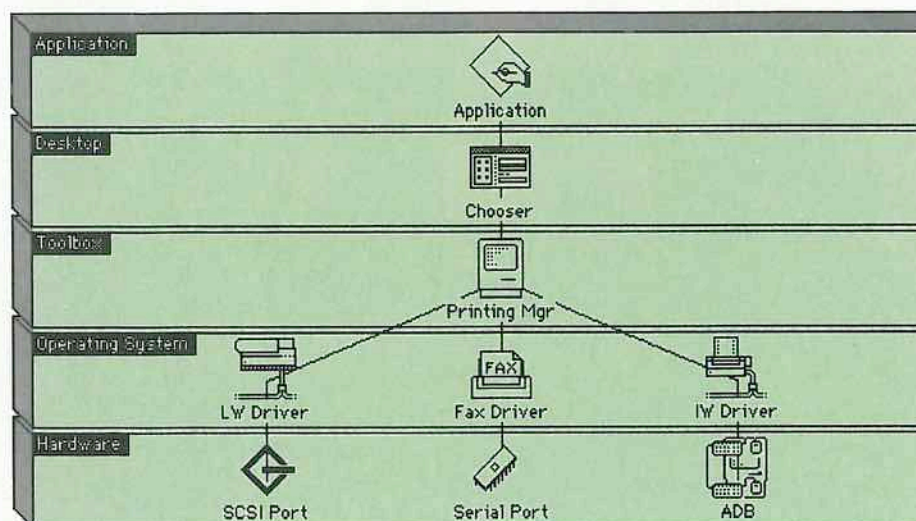 Application
Application
Desktop
Chooser
Toolbox
Printing Mgr
Operating System
FAX
LW Driver Fax Driver IW Driver
Hardware
SCSI Port Serial Port ADB